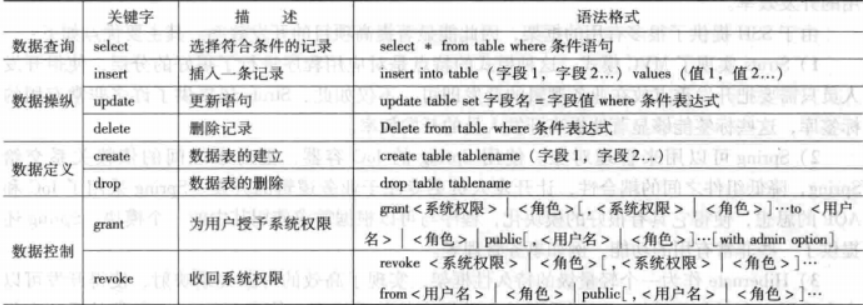 关键字 描 述 语法格式
数据查询 select 选择符合条件的记录 select * from table where 条件语句
insert 插入一条记录 insert into table（字段1，字段2…）values（值1，值2…）
数据操纵 update 更新语句 update table set 字段名 = 字段值 where 条件表达式
delete 删除记录 Delete from table where 条件表达式
数据定义 create 数据表的建立 create table tablename（字段1，字段2…）
drop 数据表的删除 drop table tablename
数据控制 grant 为用户授予系统权限 grant <系统权限> | <角色> [ , <系统权限> | <角色> ]…to <用户
名> | <角色> | public[ , <用户名> | <角色> ]…[with admin option]
revoke 收回系统权限 revoke <系统权限> | <角色> [ , <系统权限> | <角色> ]…
from <用户名> | <角色> | public[ , <用户名> | <角色> ]…